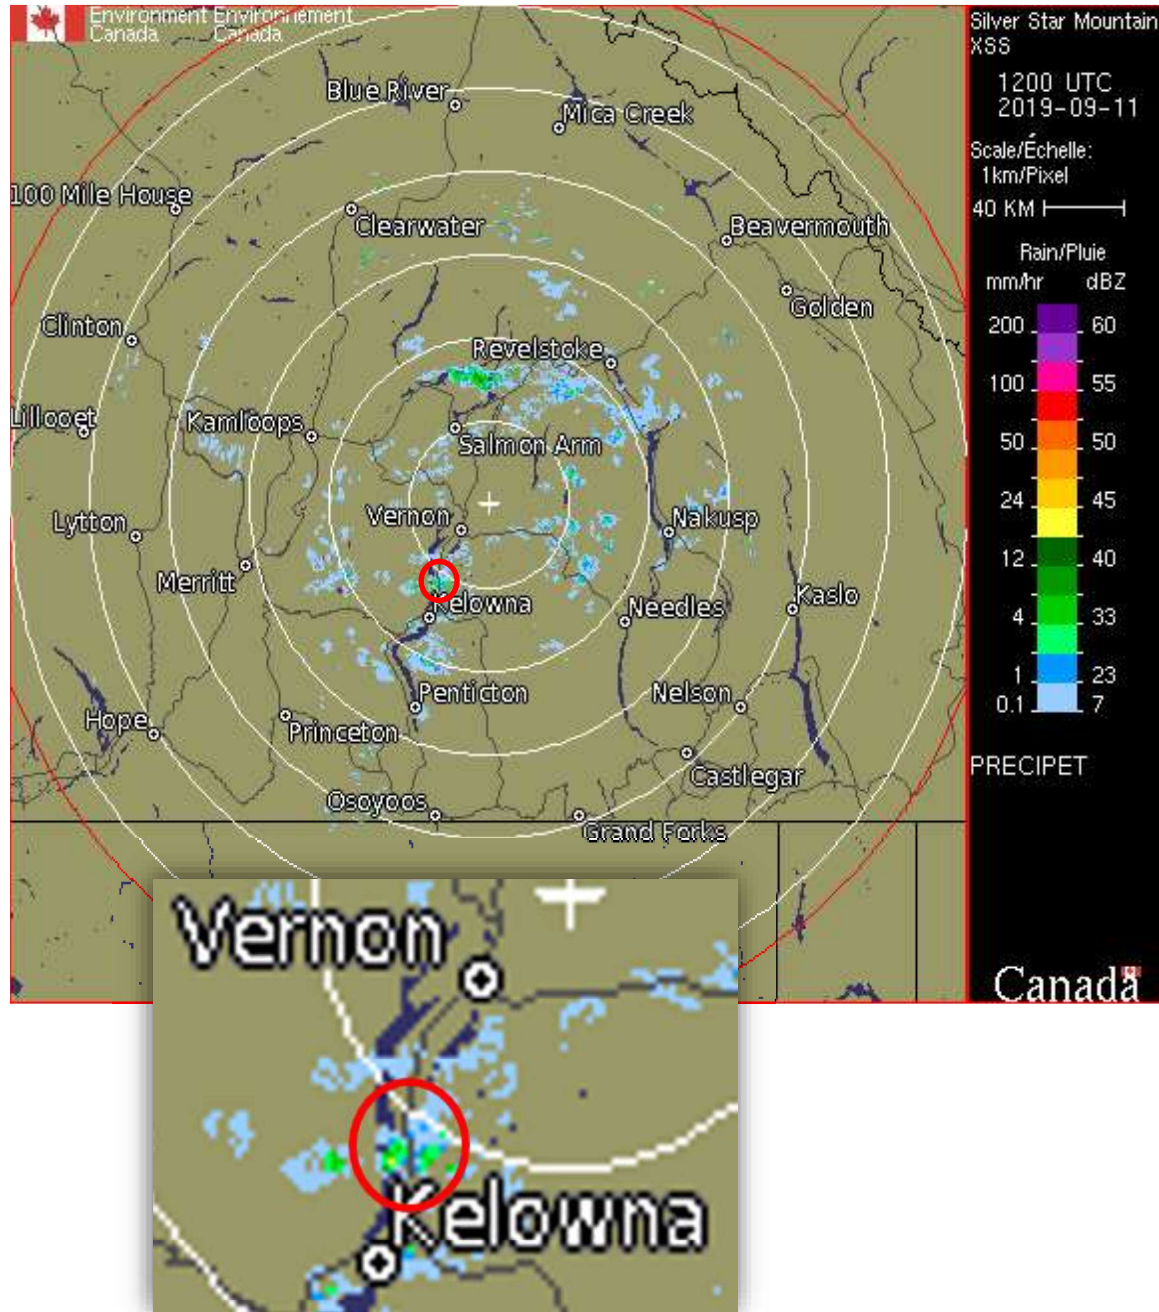 Environment Environnement
Canada Canada
Silver Star Mountain
XSS
1200 UTC
2019-09-11
Scale/Échelle:
1km/Pixel
40 KM
Rain/Pluie
mm/hr dBZ
200 60
100 55
50 50
24 45
12 40
4 33
1 23
0.1 7
PRECIPET
Canada
Blue River
Mica Creek
100 Mile House
Clearwater
Beavermouth
Golden
Clinton
Revelstoke
Lillooet
Kamloops
Salmon Arm
Lytton
Vernon
Nakusp
Merritt
Kelowna
Needles
Kaslo
Penticton
Nelson
Hope
Princeton
Castlegar
Osoyoos
Grand Forks
Vernon
Kelowna